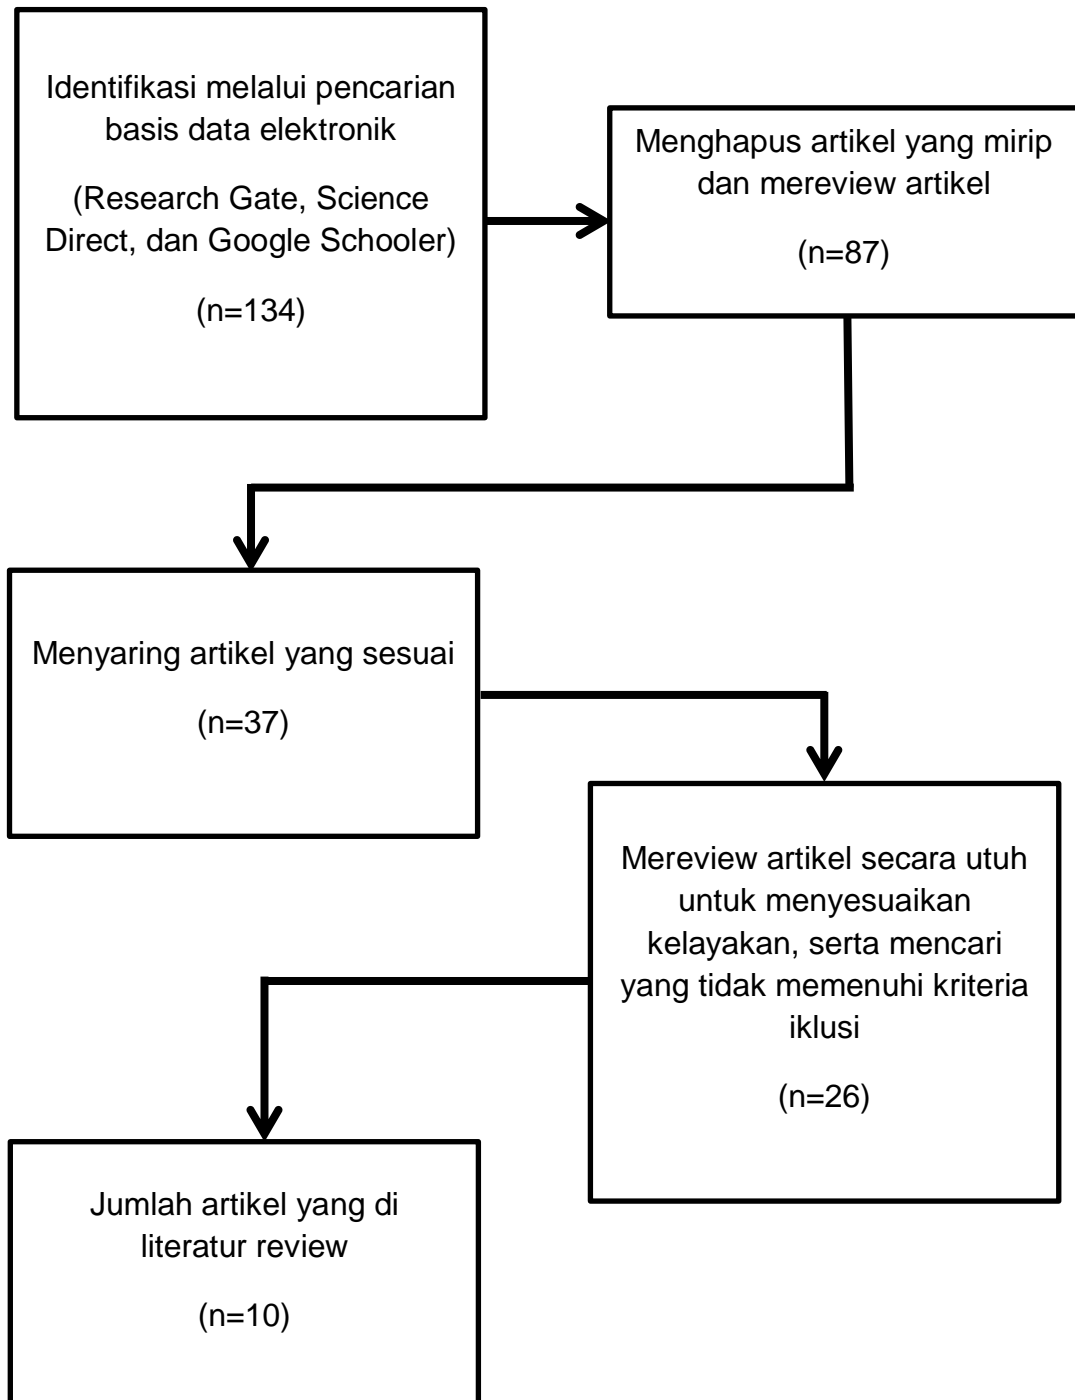 Identifikasi melalui pencarian
basis data elektronik
(Research Gate, Science
Direct, dan Google Schooler)
(n=134)
Menghapus artikel yang mirip
dan mereview artikel
(n=87)
Menyaring artikel yang sesuai
(n=37)
Mereview artikel secara utuh
untuk menyesuaikan
kelayakan, serta mencari
yang tidak memenuhi kriteria
iklusi
(n=26)
Jumlah artikel yang di
literatur review
(n=10)